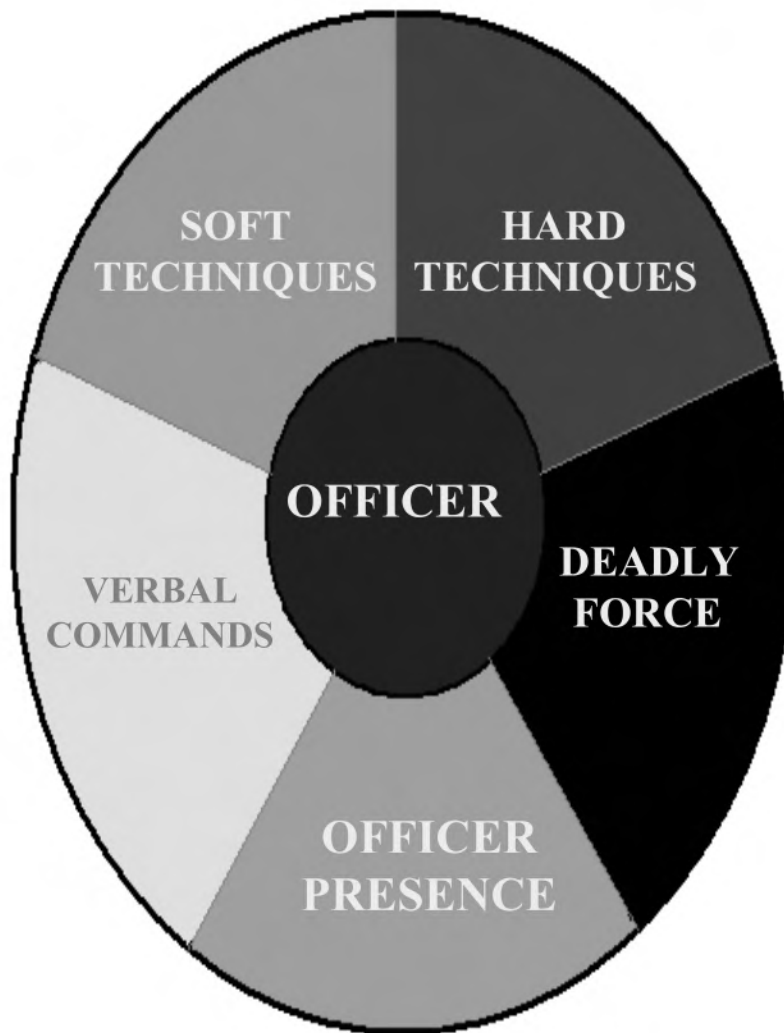 SOFT
TECHNIQUES
HARD
TECHNIQUES
OFFICER
VERBAL
COMMANDS
DEADLY
FORCE
OFFICER
PRESENCE